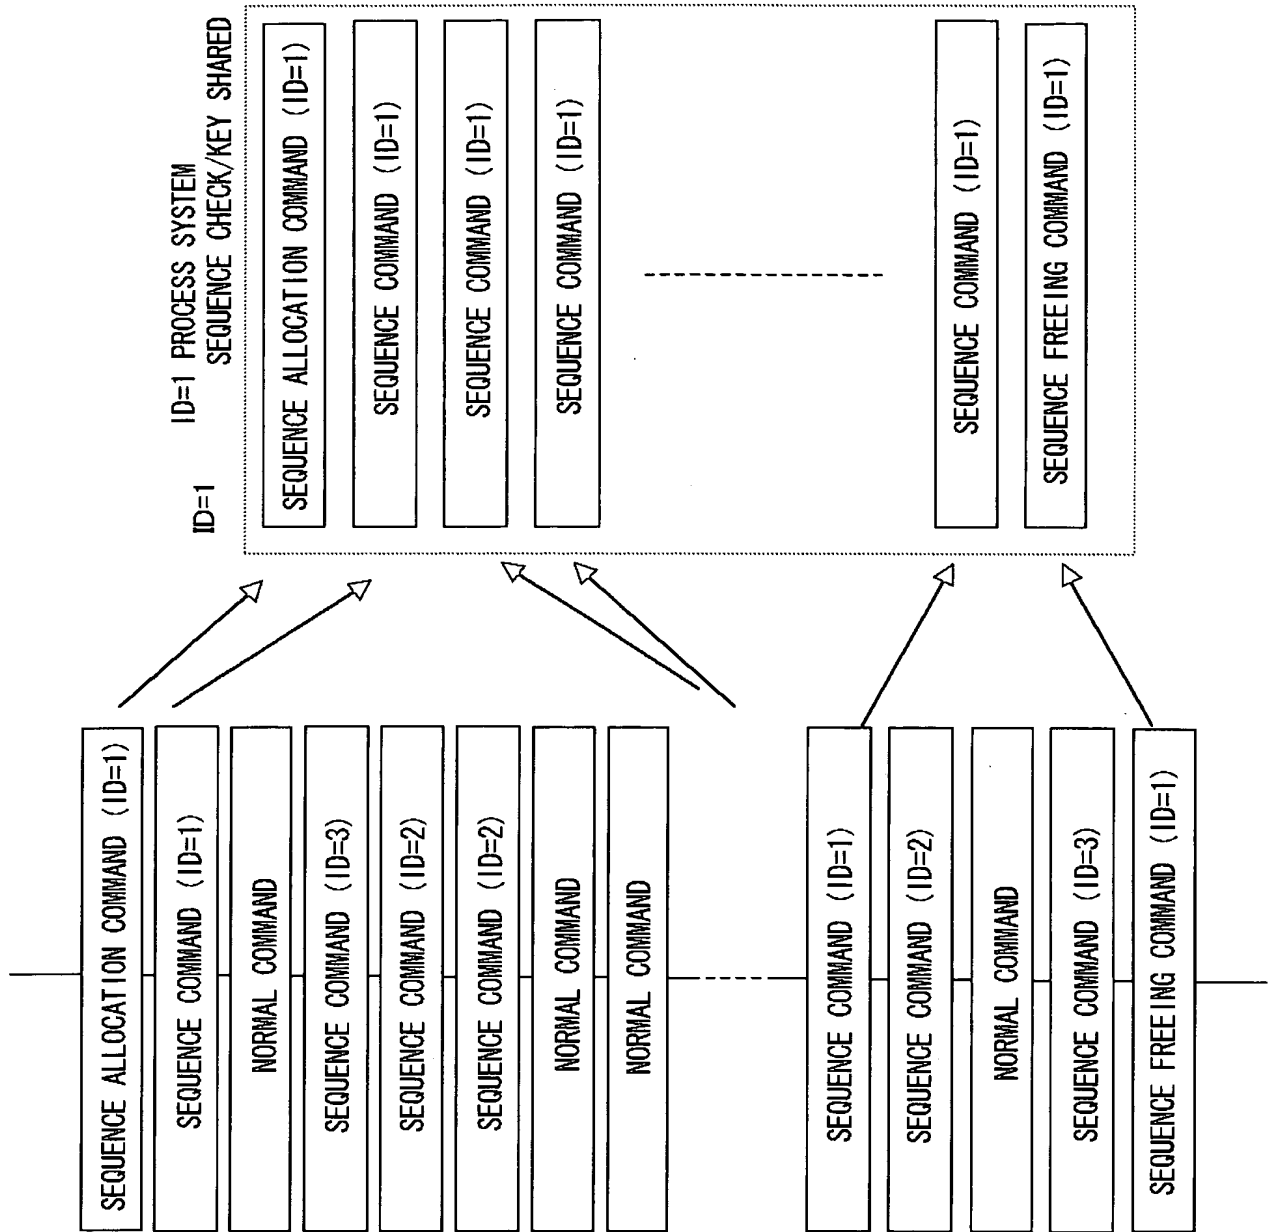 SEQUENCE ALLOCATION COMMAND (ID=1)
SEQUENCE COMMAND (ID=1)
NORMAL COMMAND
SEQUENCE COMMAND (ID=3)
SEQUENCE COMMAND (ID=2)
SEQUENCE COMMAND (ID=2)
NORMAL COMMAND
NORMAL COMMAND
SEQUENCE COMMAND (ID=1)
SEQUENCE COMMAND (ID=2)
NORMAL COMMAND
SEQUENCE COMMAND (ID=3)
SEQUENCE FREEING COMMAND (ID=1)
ID=1
ID=1 PROCESS SYSTEM
SEQUENCE CHECK/KEY SHARED
SEQUENCE ALLOCATION COMMAND (ID=1)
SEQUENCE COMMAND (ID=1)
SEQUENCE COMMAND (ID=1)
SEQUENCE COMMAND (ID=1)
SEQUENCE COMMAND (ID=1)
SEQUENCE FREEING COMMAND (ID=1)